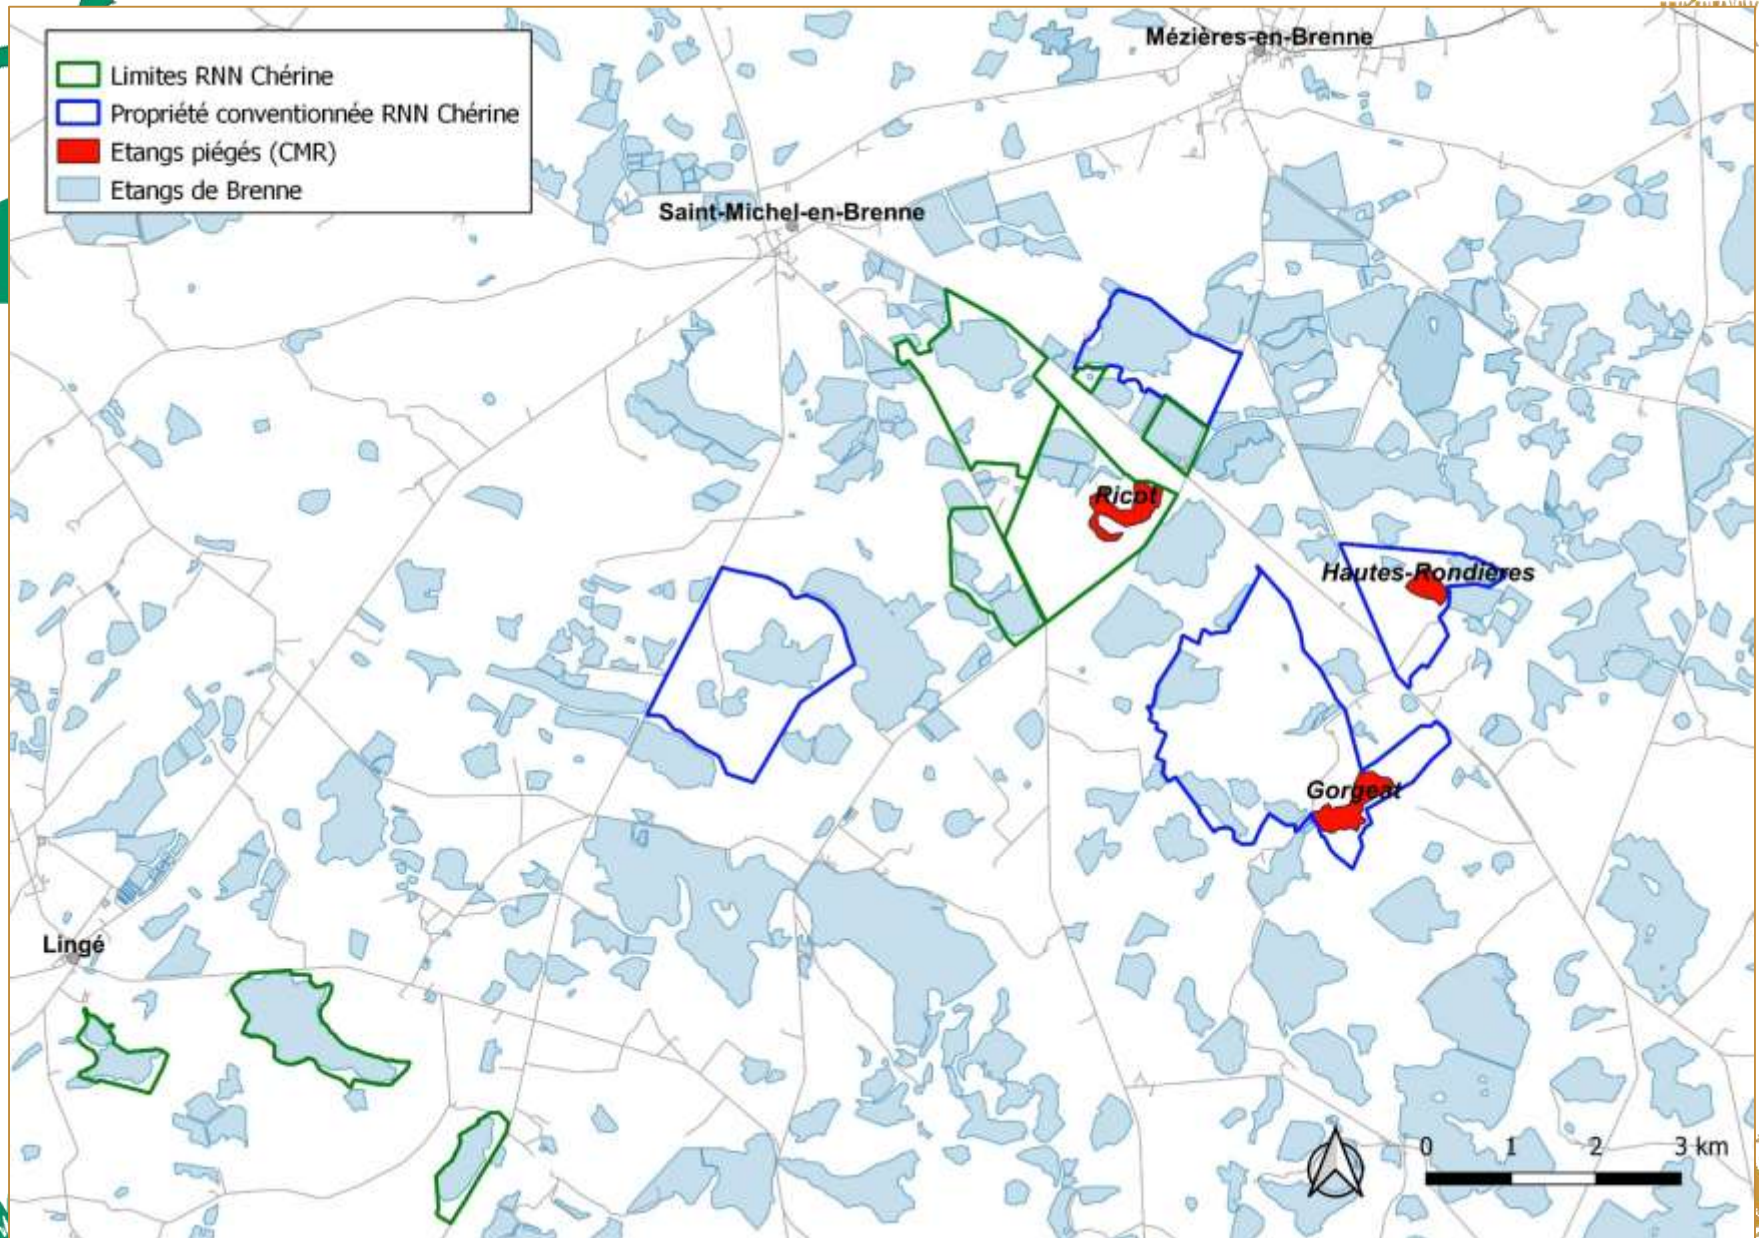 Mézières-en-Brenne
Limites RNN Chérine
Propriété conventionnée RNN Chérine
Etangs piégés (CMR)
Etangs de Brenne
Saint-Michel-en-Brenne
Ricot
Hautes-Rondières
Gorgeat
Lingé
0 1 2 3 km